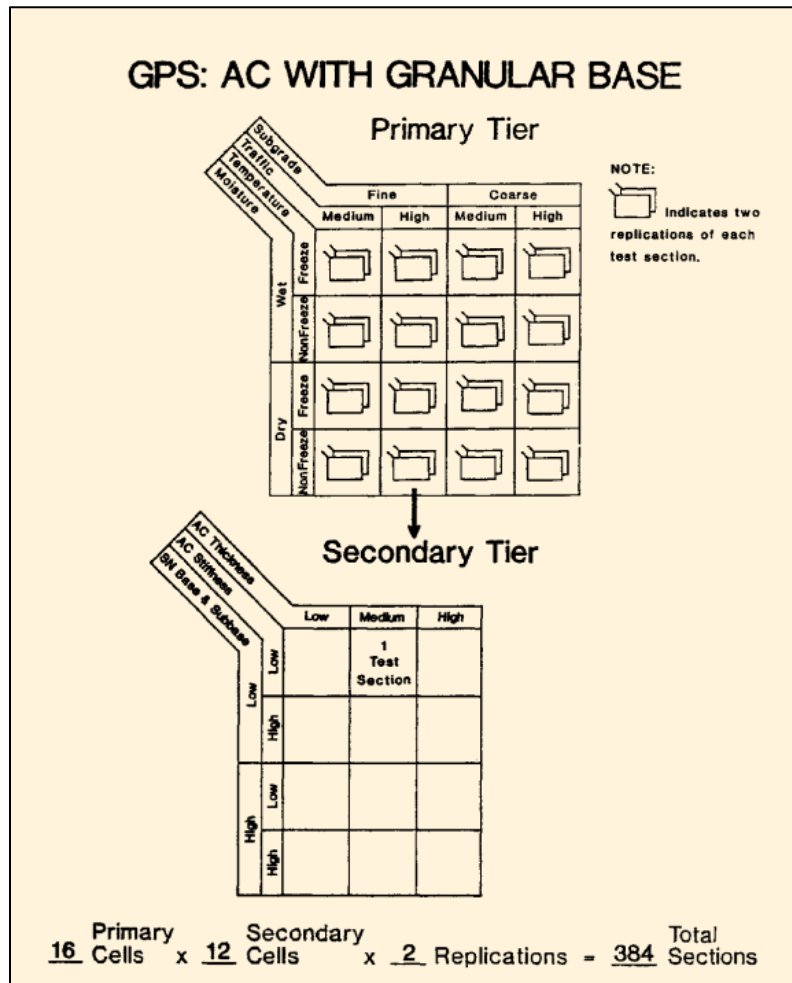 GPS: AC WITH GRANULAR BASE
Primary Tier
Subgrade
Traffic
Temperature
Moisture
Fine
Coarse
Medium
High
Medium
High
Wet
Freeze
NonFreeze
Dry
Freeze
NonFreeze
NOTE:
Indicates two
replications of each
test section.
Secondary Tier
AC Thickness
AC Stiffness
SN Base & Subbase
Low
Medium
High
Low
Low
High
High
Low
High
1
Test
Section
16 Primary Cells x 12 Secondary Cells x 2 Replications = 384 Total Sections